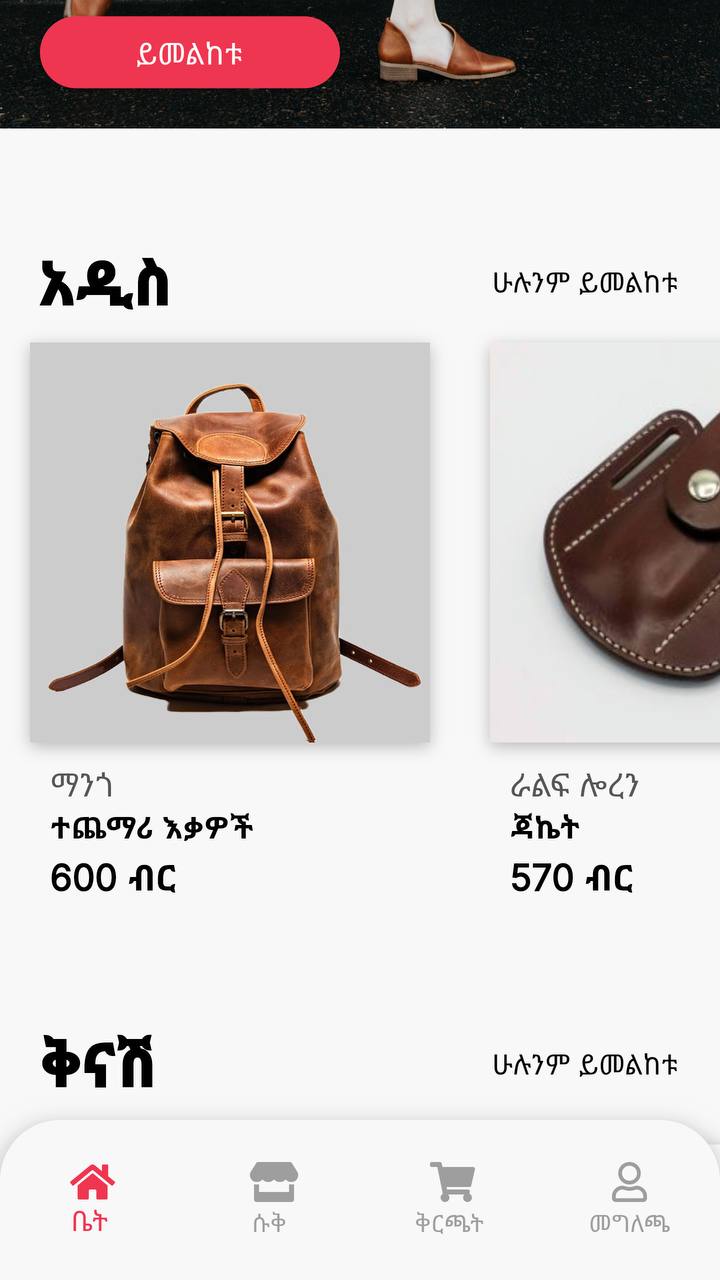 ይመልከቱ
አዲስ
ሁሉንም ይመልከቱ
ማንጎ
ተጨማሪ እቃዎች
600 ብር
ራልፍ ሎረን
ጃኬት
570 ብር
ቅናሽ
ሁሉንም ይመልከቱ
ቤት
ሱቅ
ቅርጫት
መግለጫ